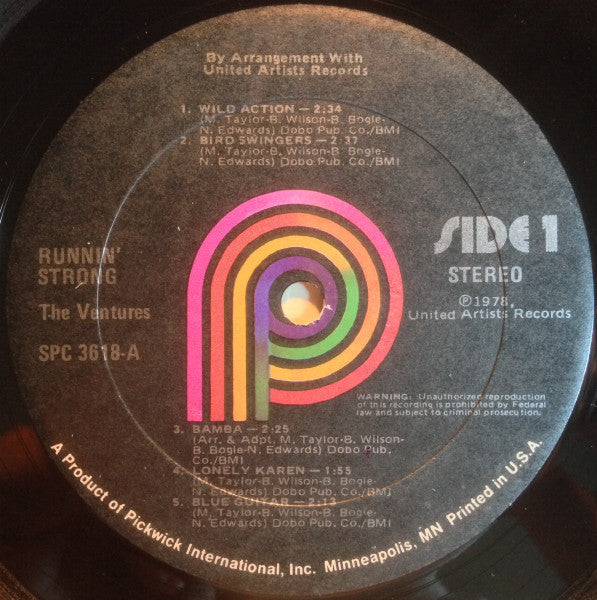 By Arrangement With
United Artists Records
1. WILD ACTION — 2:34
(M. Taylor-B. Wilson-B. Bogle-
N. Edwards) Dobo Pub. Co./BMI
2. BIRD SWINGERS — 2:37
(M. Taylor-B. Wilson-B. Bogle-
N. Edwards) Dobo Pub. Co./BMI
RUNNIN'
STRONG
The Ventures
SPC 3618-A
SIDE 1
STEREO
℗1978,
United Artists Records
WARNING: Unauthorized reproduction
of this recording is prohibited by Federal
law and subject to criminal prosecution.
3. BAMBA — 2:25
(Arr. & Adpt. M. Taylor-B. Wilson-
B. Bogle-N. Edwards) Dobo Pub.
Co./BMI
4. LONELY KAREN — 1:55
(M. Taylor-B. Wilson-B. Bogle-
N. Edwards) Dobo Pub. Co./BMI
5. BLUE GUITAR — 2:13
(M. Taylor-B. Wilson-B. Bogle-
N. Edwards) Dobo Pub. Co./BMI
A Product of Pickwick International, Inc. Minneapolis, MN Printed in U.S.A.